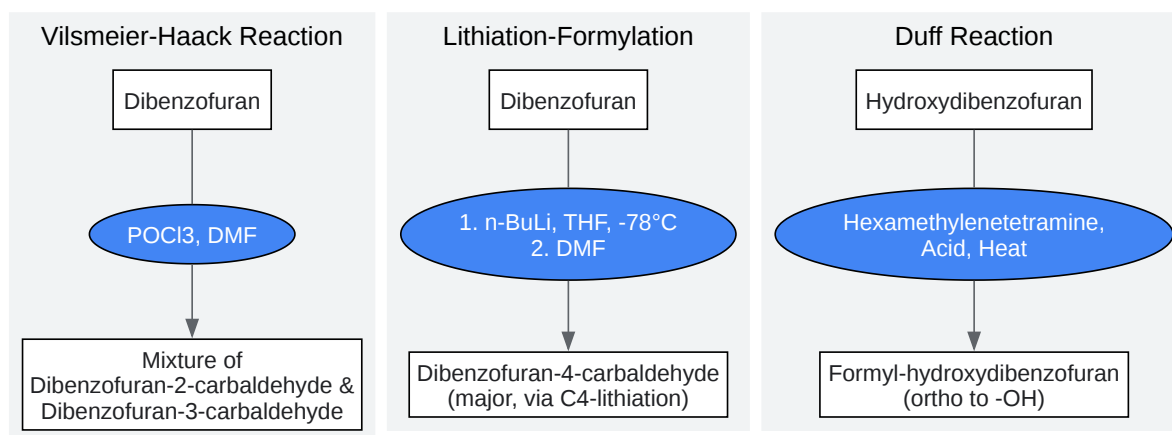 Vilsmeier-Haack Reaction
Dibenzofuran
POCl3, DMF
Mixture of
Dibenzofuran-2-carbaldehyde &
Dibenzofuran-3-carbaldehyde
Lithiation-Formylation
Dibenzofuran
1. n-BuLi, THF, -78°C
2. DMF
Dibenzofuran-4-carbaldehyde
(major, via C4-lithiation)
Duff Reaction
Hydroxydibenzofuran
Hexamethylenetetramine,
Acid, Heat
Formyl-hydroxydibenzofuran
(ortho to -OH)